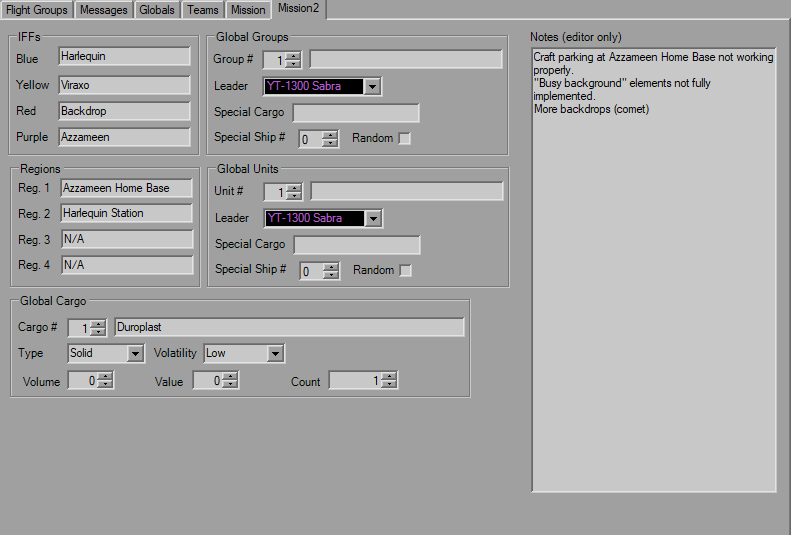 Flight Groups Messages Globals Teams Mission Mission2
IFFs
Blue Harlequin
Yellow Viraxo
Red Backdrop
Purple Azzameen
Global Groups
Group # 1
Leader YT-1300 Sabra
Special Cargo
Special Ship # 0 Random
Notes (editor only)
Craft parking at Azzameen Home Base not working
properly.
"Busy background" elements not fully
implemented.
More backdrops (comet)
Regions
Reg. 1 Azzameen Home Base
Reg. 2 Harlequin Station
Reg. 3 N/A
Reg. 4 N/A
Global Units
Unit # 1
Leader YT-1300 Sabra
Special Cargo
Special Ship # 0 Random
Global Cargo
Cargo # 1 Duroplast
Type Solid Volatility Low
Volume 0 Value 0 Count 1